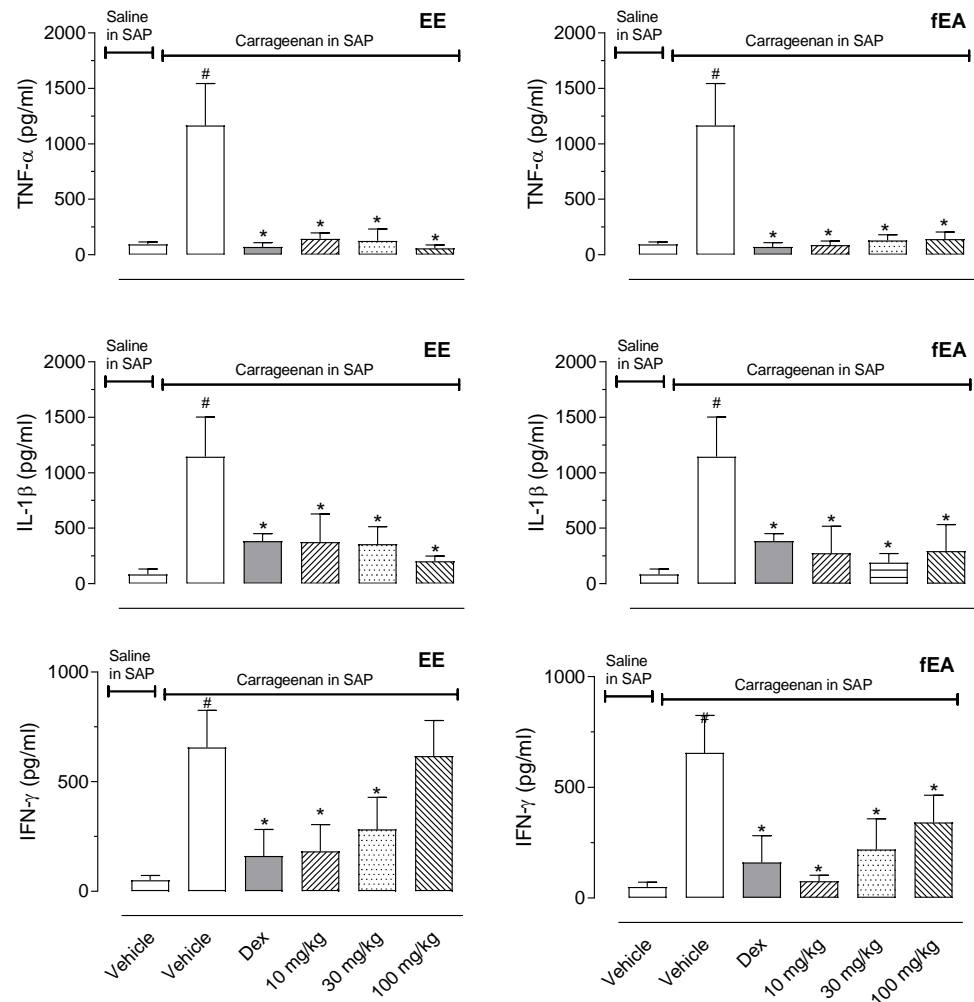 EE
Saline
in SAP
Carrageenan in SAP
2000
1500
1000
500
0
TNF-α (pg/ml)
#
*
*
*
*
fEA
Saline
in SAP
Carrageenan in SAP
2000
1500
1000
500
0
TNF-α (pg/ml)
#
*
*
*
*
EE
Saline
in SAP
Carrageenan in SAP
2000
1500
1000
500
0
IL-1β (pg/ml)
#
*
*
*
*
fEA
Saline
in SAP
Carrageenan in SAP
2000
1500
1000
500
0
IL-1β (pg/ml)
#
*
*
*
*
EE
Saline
in SAP
Carrageenan in SAP
1000
500
0
IFN-γ (pg/ml)
#
*
*
*
Vehicle
Vehicle
Dex
10 mg/kg
30 mg/kg
100 mg/kg
fEA
Saline
in SAP
Carrageenan in SAP
1000
500
0
IFN-γ (pg/ml)
#
*
*
*
*
Vehicle
Vehicle
Dex
10 mg/kg
30 mg/kg
100 mg/kg